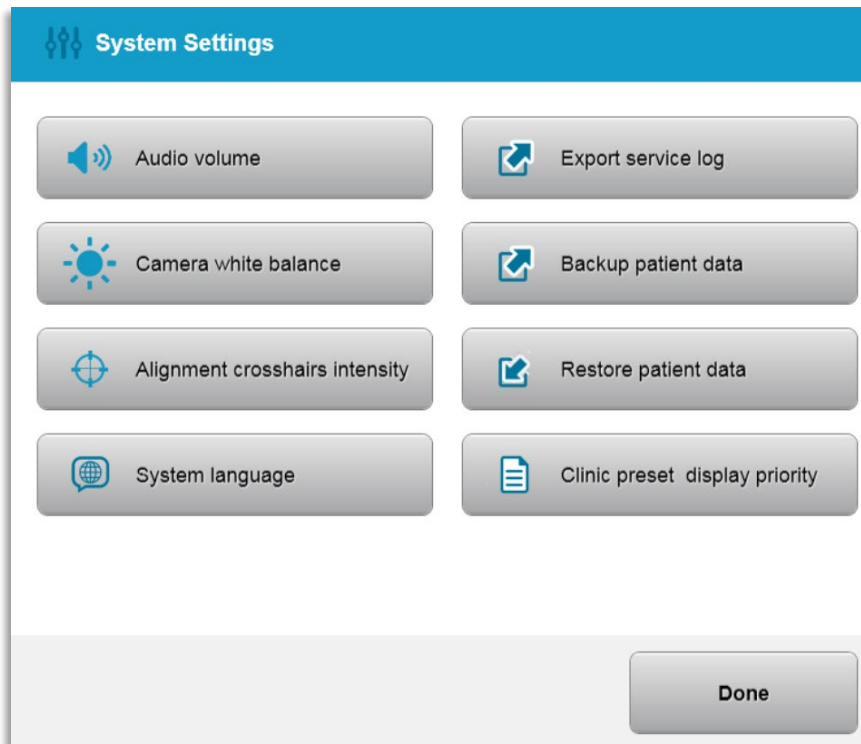 System Settings
Audio volume
Export service log
Camera white balance
Backup patient data
Alignment crosshairs intensity
Restore patient data
System language
Clinic preset display priority
Done